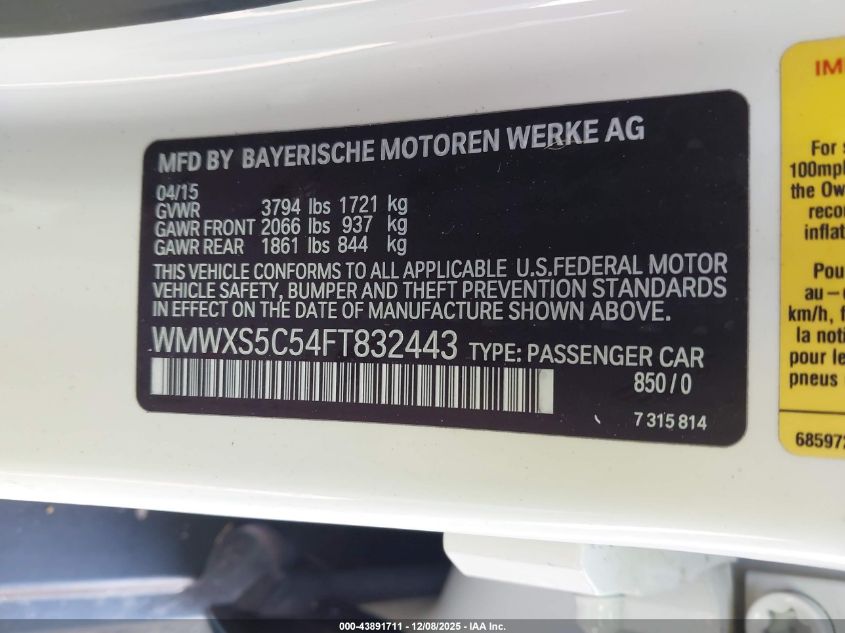 MFD BY BAYERISCHE MOTOREN WERKE AG
04/15
GVWR 3794 lbs 1721 kg
GAWR FRONT 2066 lbs 937 kg
GAWR REAR 1861 lbs 844 kg
THIS VEHICLE CONFORMS TO ALL APPLICABLE U.S.FEDERAL MOTOR
VEHICLE SAFETY, BUMPER AND THEFT PREVENTION STANDARDS
IN EFFECT ON THE DATE OF MANUFACTURE SHOWN ABOVE.
WMWXS5C54FT832443 TYPE: PASSENGER CAR
850/0
7 315 814
IM
For s
100mph
the Ow
reco
inflat
Pou
au-d
km/h, f
la noti
pour le
pneus
68597
000-43891711 - 12/08/2025 - IAA Inc.